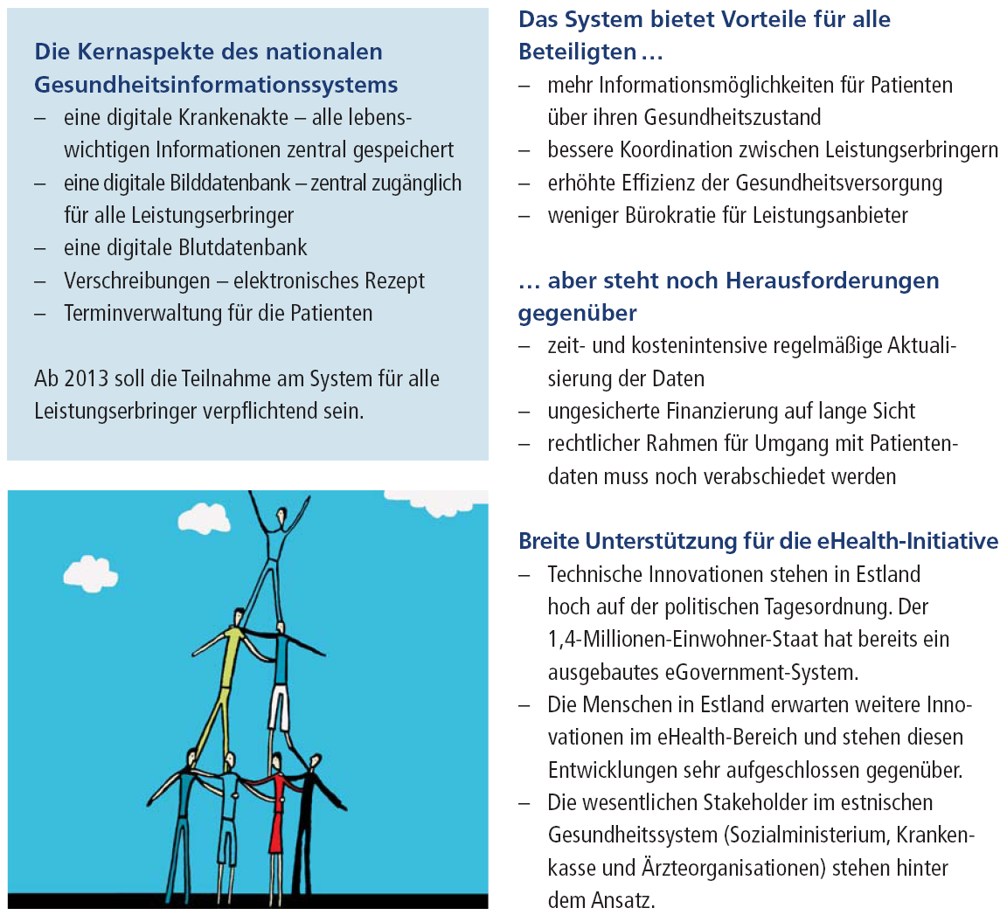 Die Kernaspekte des nationalen
Gesundheitsinformationssystems
– eine digitale Krankenakte – alle lebens-
wichtigen Informationen zentral gespeichert
– eine digitale Bilddatenbank – zentral zugänglich
für alle Leistungserbringer
– eine digitale Blutdatenbank
– Verschreibungen – elektronisches Rezept
– Terminverwaltung für die Patienten
Ab 2013 soll die Teilnahme am System für alle
Leistungserbringer verpflichtend sein.
Das System bietet Vorteile für alle
Beteiligten …
– mehr Informationsmöglichkeiten für Patienten
über ihren Gesundheitszustand
– bessere Koordination zwischen Leistungserbringern
– erhöhte Effizienz der Gesundheitsversorgung
– weniger Bürokratie für Leistungsanbieter
… aber steht noch Herausforderungen
gegenüber
– zeit- und kostenintensive regelmäßige Aktuali-
sierung der Daten
– ungesicherte Finanzierung auf lange Sicht
– rechtlicher Rahmen für Umgang mit Patienten-
daten muss noch verabschiedet werden
Breite Unterstützung für die eHealth-Initiative
– Technische Innovationen stehen in Estland
hoch auf der politischen Tagesordnung. Der
1,4-Millionen-Einwohner-Staat hat bereits ein
ausgebautes eGovernment-System.
– Die Menschen in Estland erwarten weitere Inno-
vationen im eHealth-Bereich und stehen diesen
Entwicklungen sehr aufgeschlossen gegenüber.
– Die wesentlichen Stakeholder im estnischen
Gesundheitssystem (Sozialministerium, Kranken-
kasse und Ärzteorganisationen) stehen hinter
dem Ansatz.